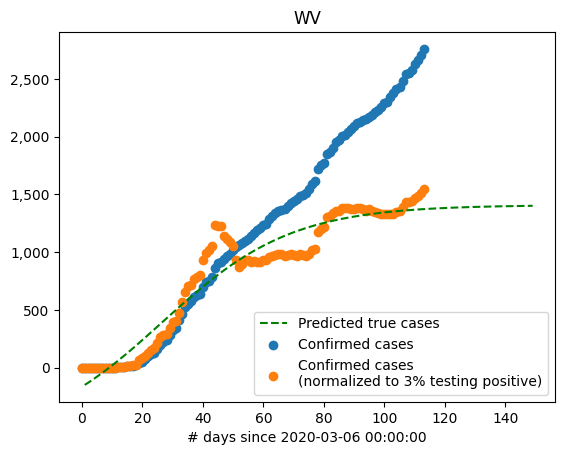 WV
2,500
2,000
1,500
1,000
500
0
Predicted true cases
Confirmed cases
Confirmed cases
(normalized to 3% testing positive)
0 20 40 60 80 100 120 140
# days since 2020-03-06 00:00:00